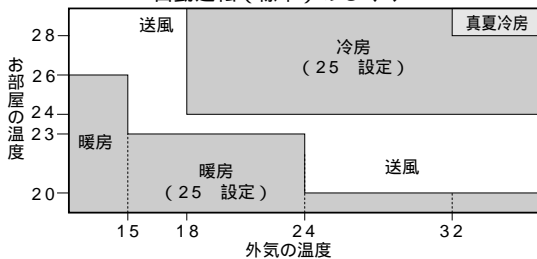 送風
真夏冷房
冷房
(25 設定)
お部屋の温度
28
26
24
23
20
暖房
暖房
(25 設定)
送風
15
18
24
32
外気の温度